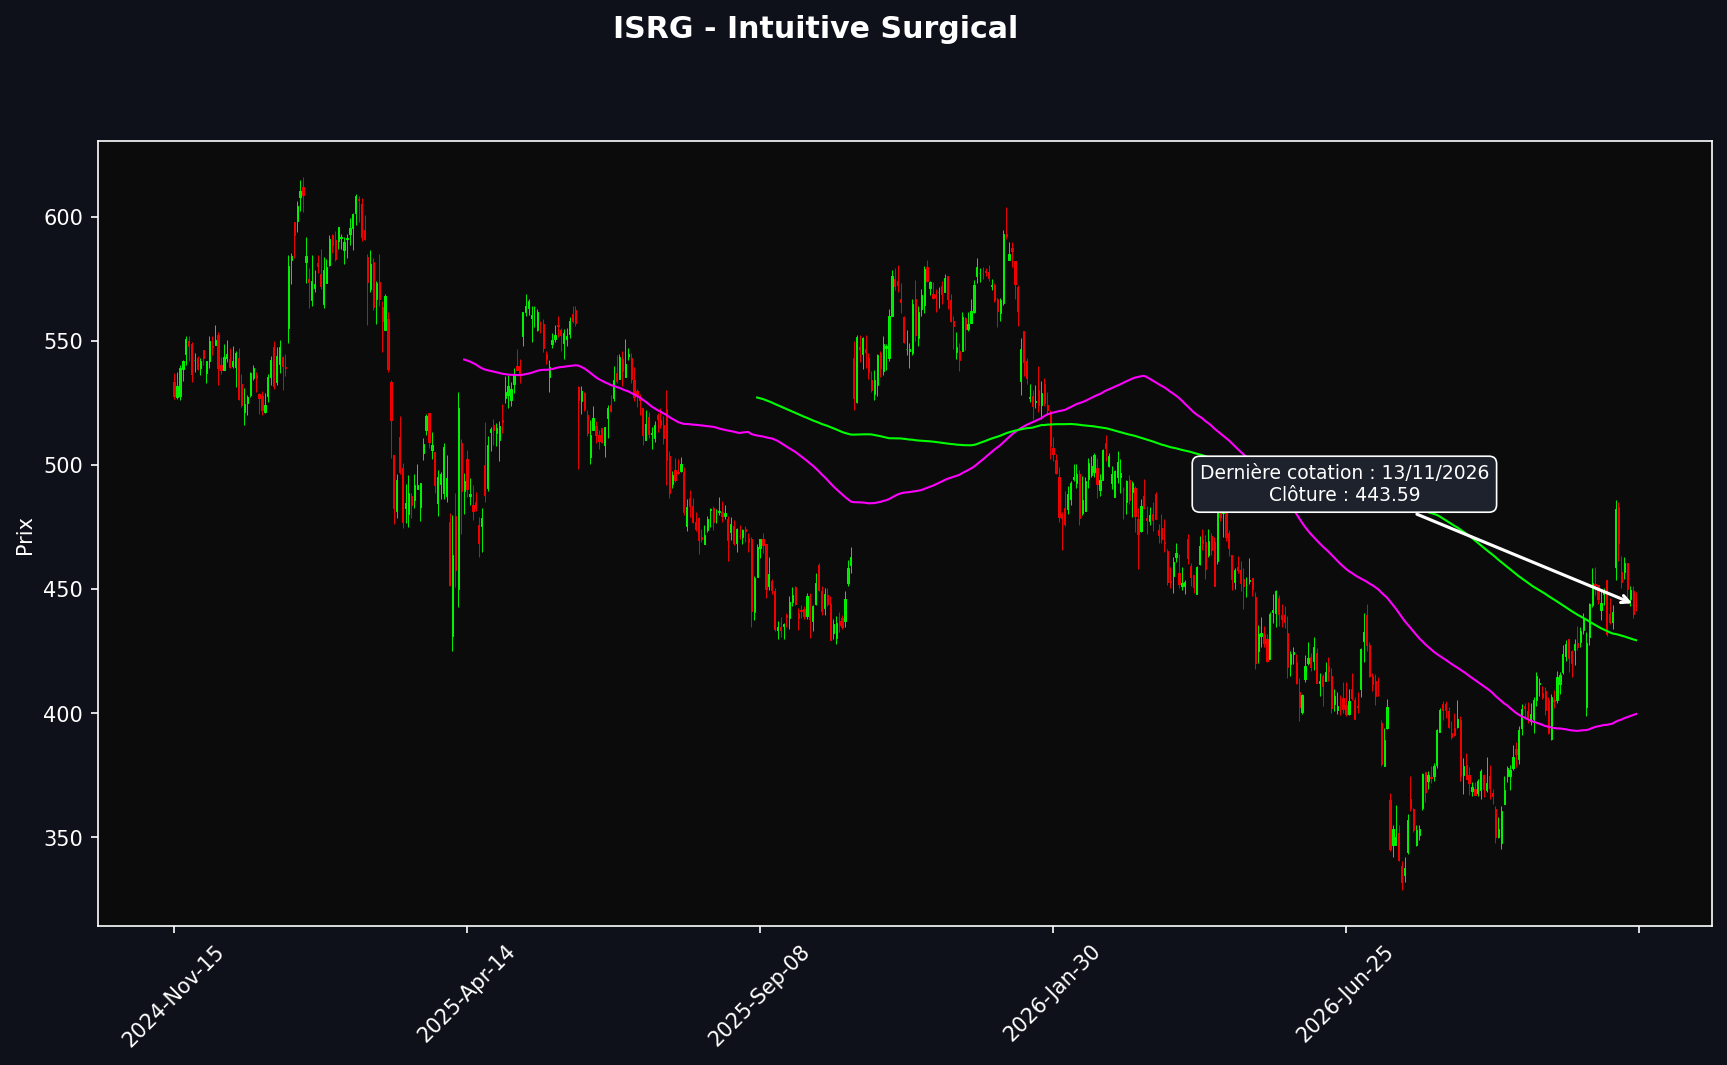 ISRG - Intuitive Surgical
Prix
600
550
500
450
400
350
Dernière cotation : 13/11/2026
Clôture : 443.59
2024-Nov-15
2025-Apr-14
2025-Sep-08
2026-Jan-30
2026-Jun-25